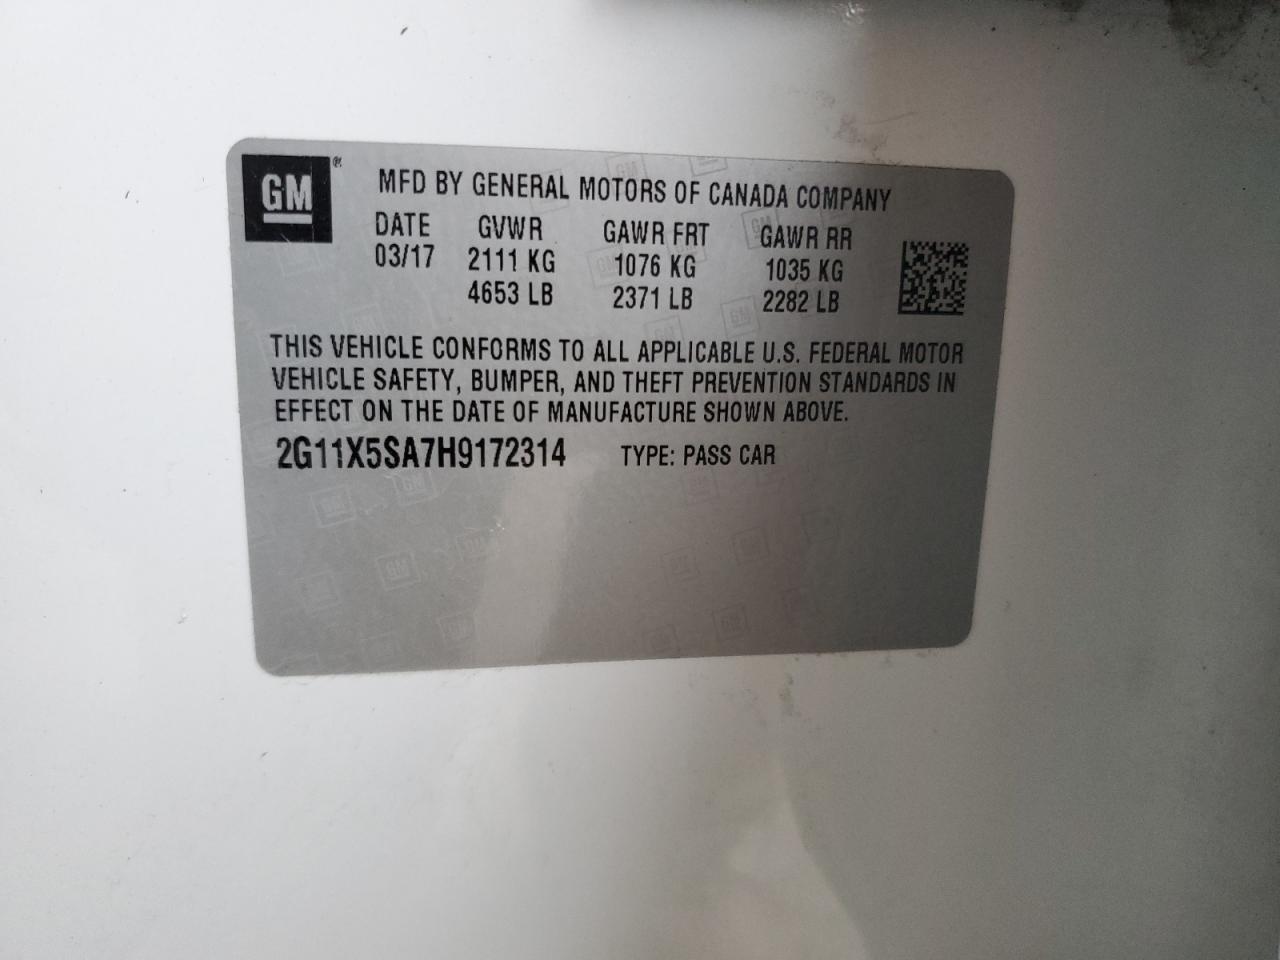 GM
MFD BY GENERAL MOTORS OF CANADA COMPANY
DATE GVWR GAWR FRT GAWR RR
03/17 2111 KG 1076 KG 1035 KG
4653 LB 2371 LB 2282 LB
THIS VEHICLE CONFORMS TO ALL APPLICABLE U.S. FEDERAL MOTOR
VEHICLE SAFETY, BUMPER, AND THEFT PREVENTION STANDARDS IN
EFFECT ON THE DATE OF MANUFACTURE SHOWN ABOVE.
2G11X5SA7H9172314 TYPE: PASS CAR